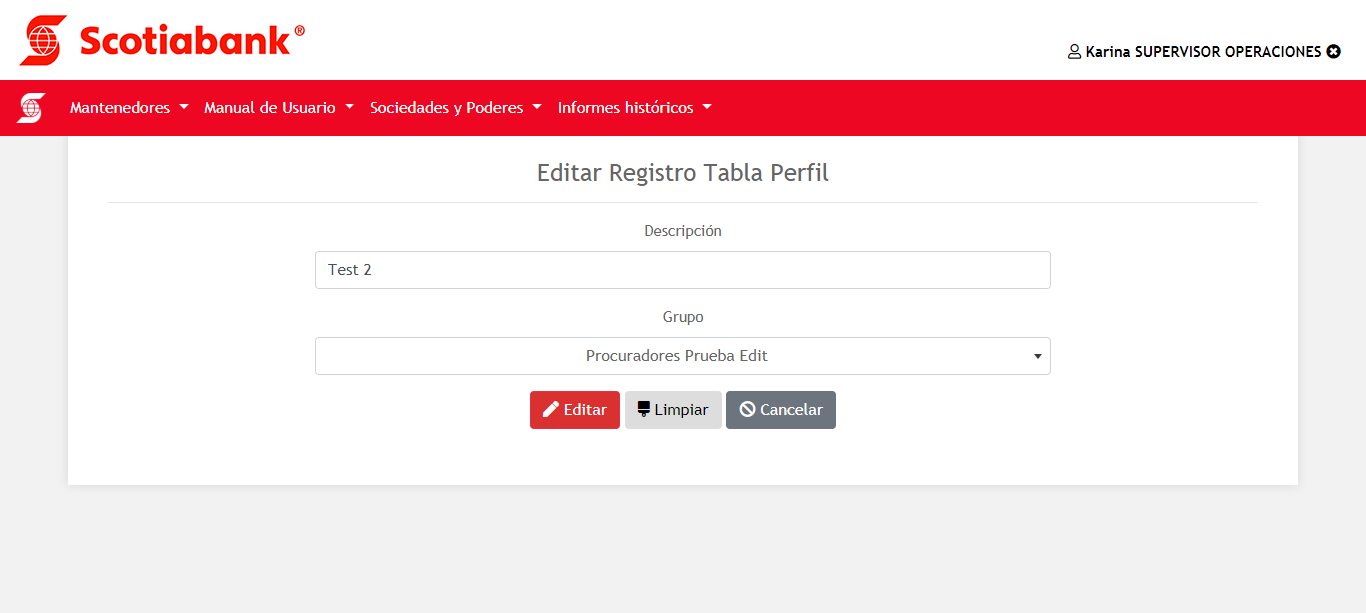 Scotiabank®
Karina SUPERVISOR OPERACIONES
Mantenedores Manual de Usuario Sociedades y Poderes Informes históricos
Editar Registro Tabla Perfil
Descripción
Test 2
Grupo
Procuradores Prueba Edit
Editar Limpiar Cancelar